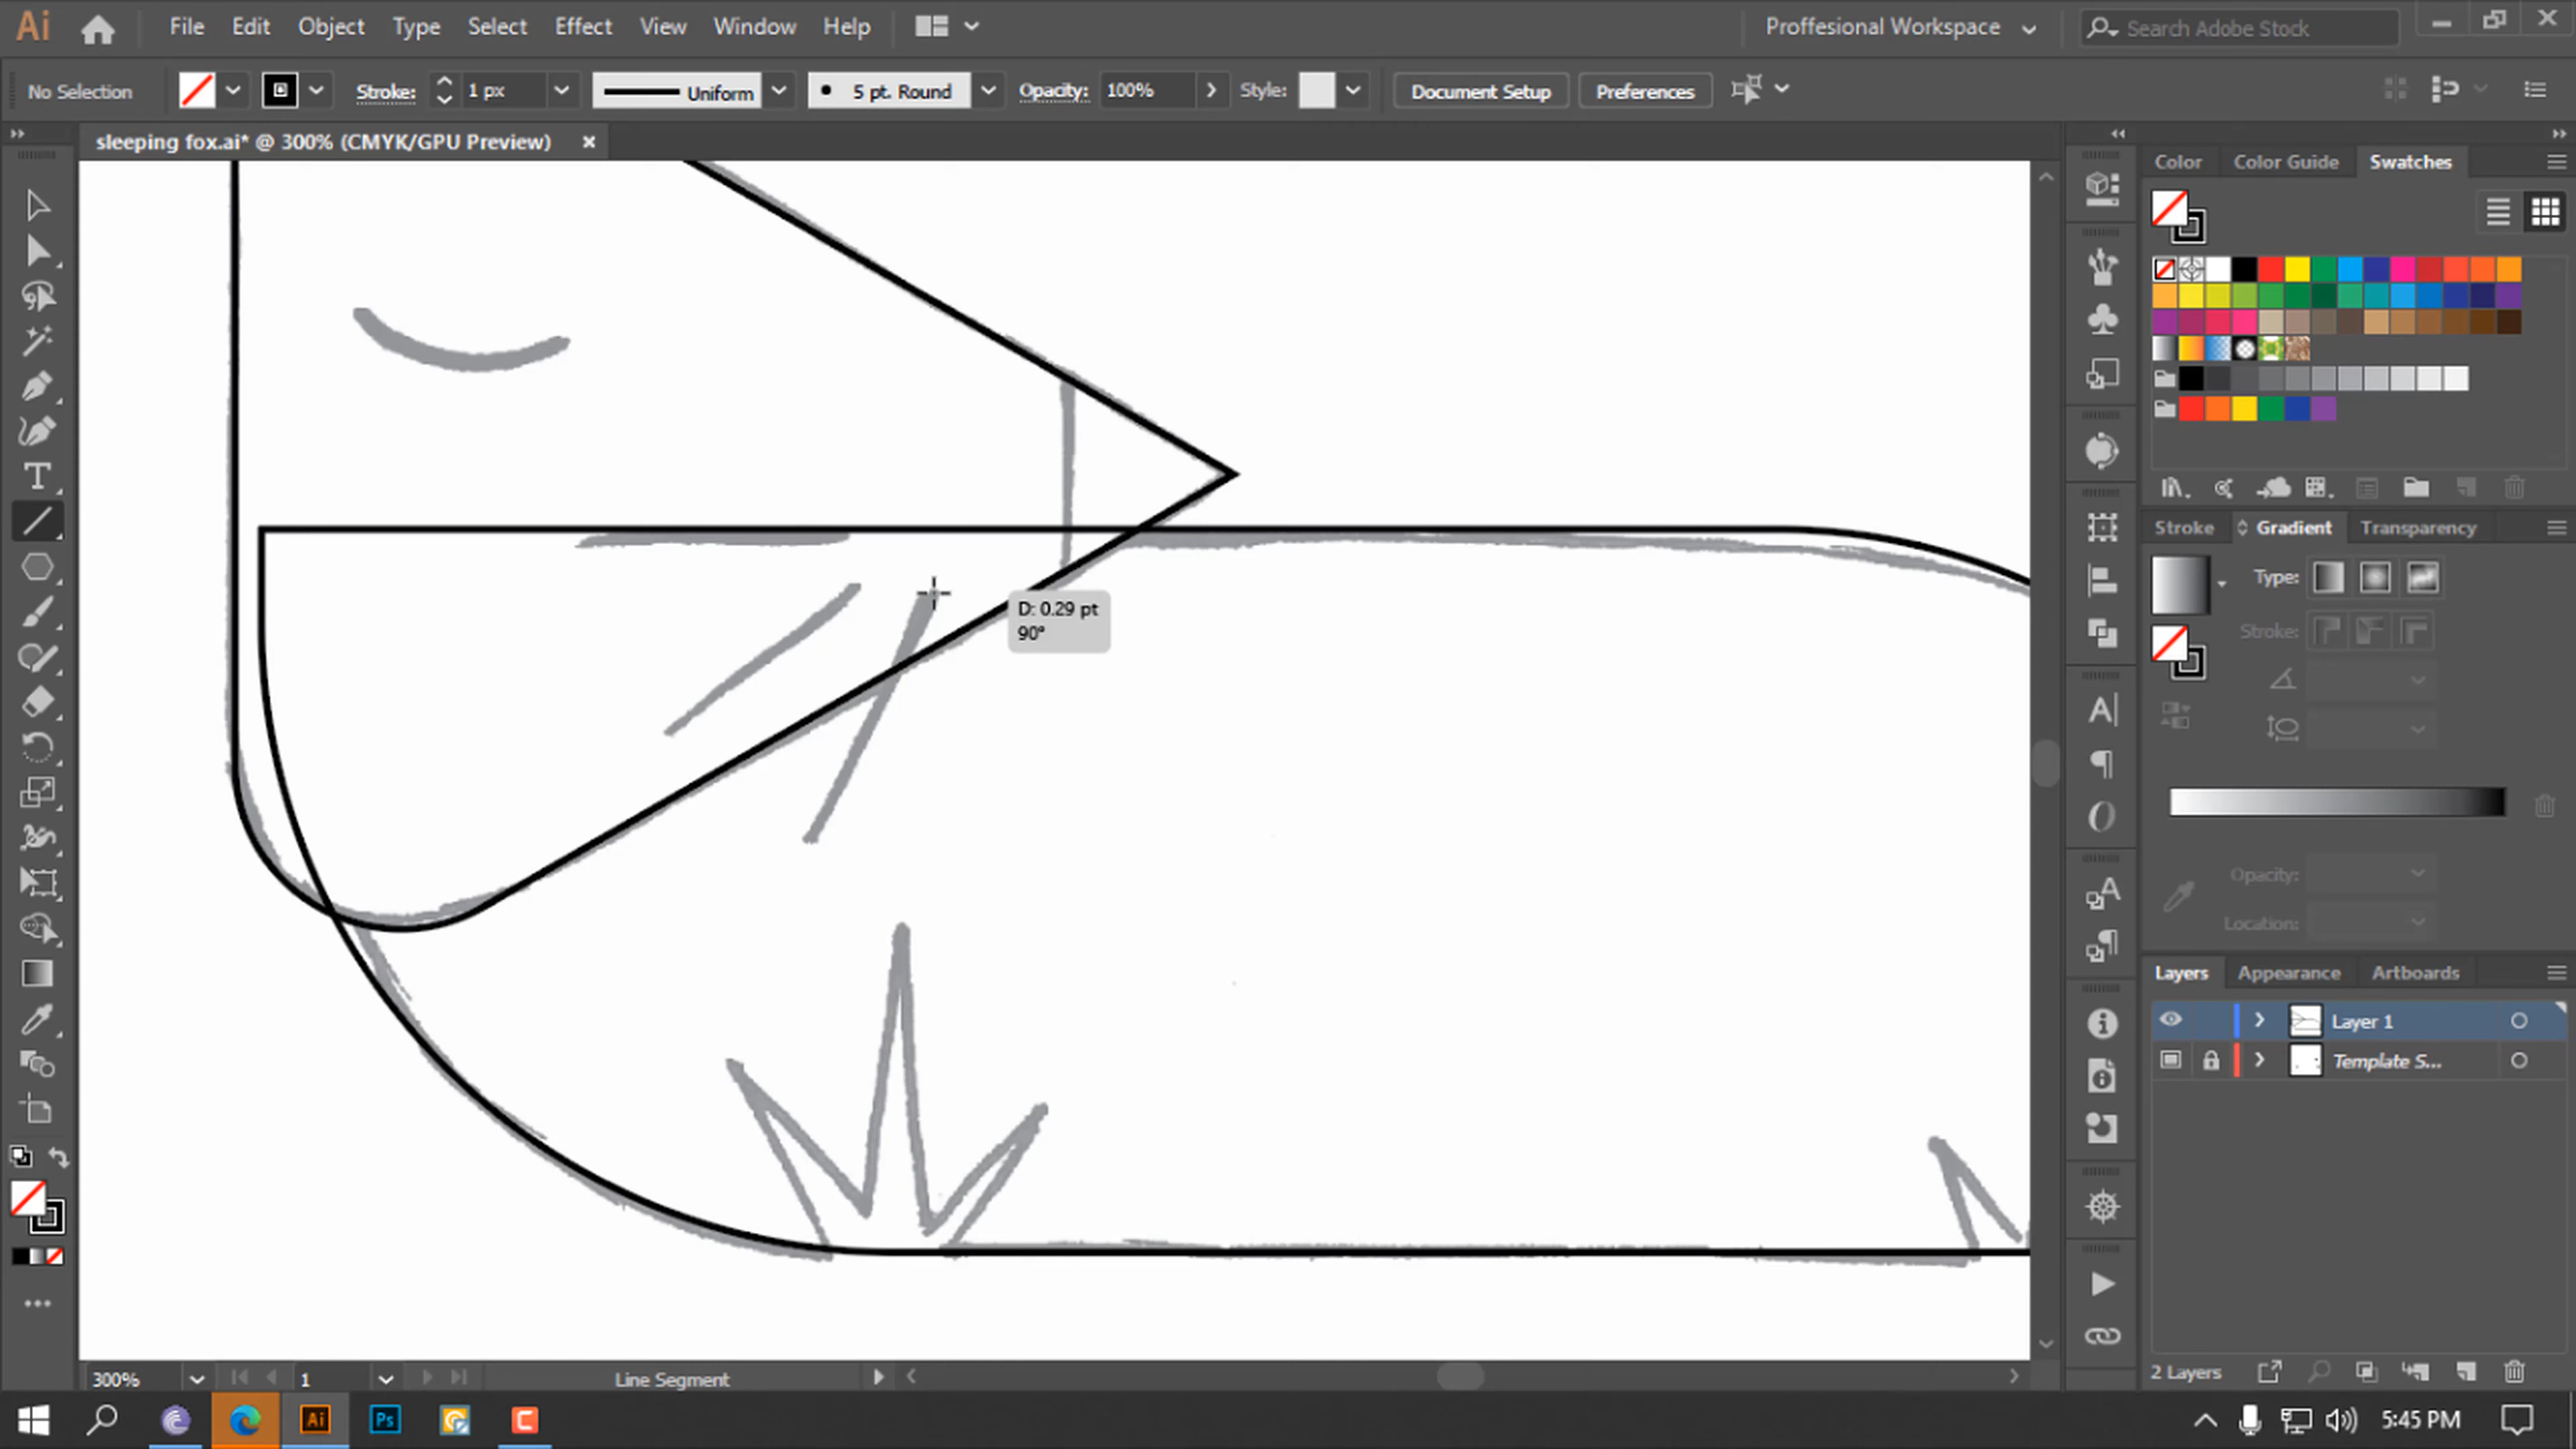 Ai File Edit Object Type Select Effect View Window Help Proffesional Workspace Search Adobe Stock
No Selection Stroke: 1 px Uniform 5 pt. Round Opacity: 100% Style: Document Setup Preferences
sleeping fox.ai* @ 300% (CMYK/GPU Preview)
Color Color Guide Swatches
D: 0.29 pt
90°
Stroke Gradient Transparency
Type:
Stroke:
Opacity:
Location:
Layers Appearance Artboards
Layer 1
Template S...
2 Layers
300% 1 Line Segment
Ai Ps C 5:45 PM